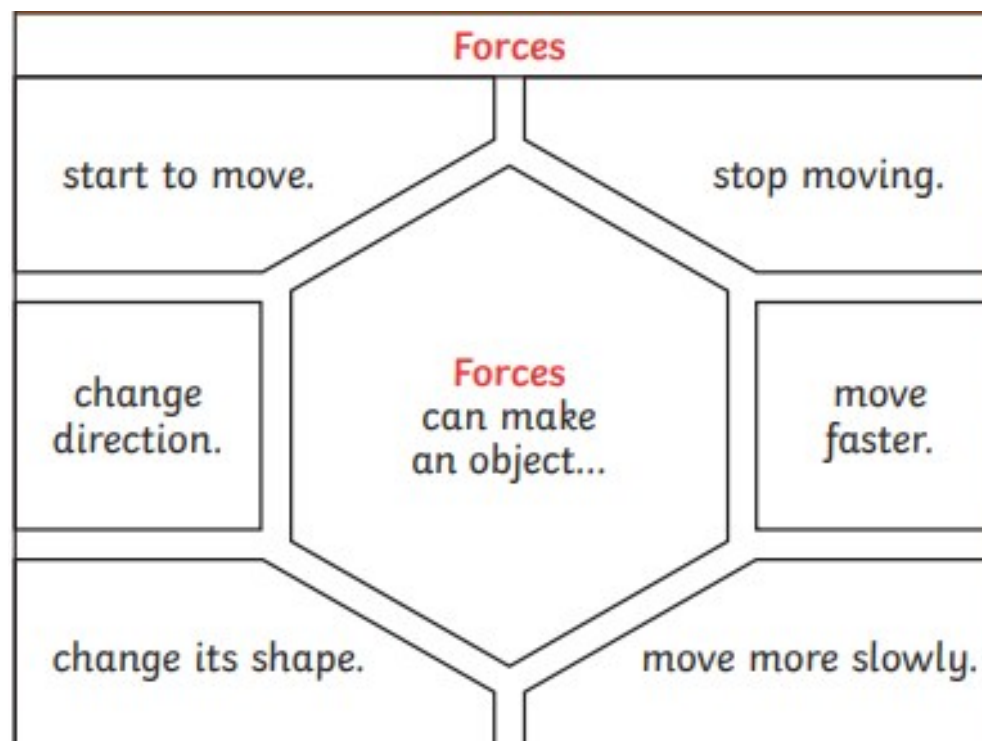 Forces
start to move.
stop moving.
change
direction.
Forces
can make
an object...
move
faster.
change its shape.
move more slowly.